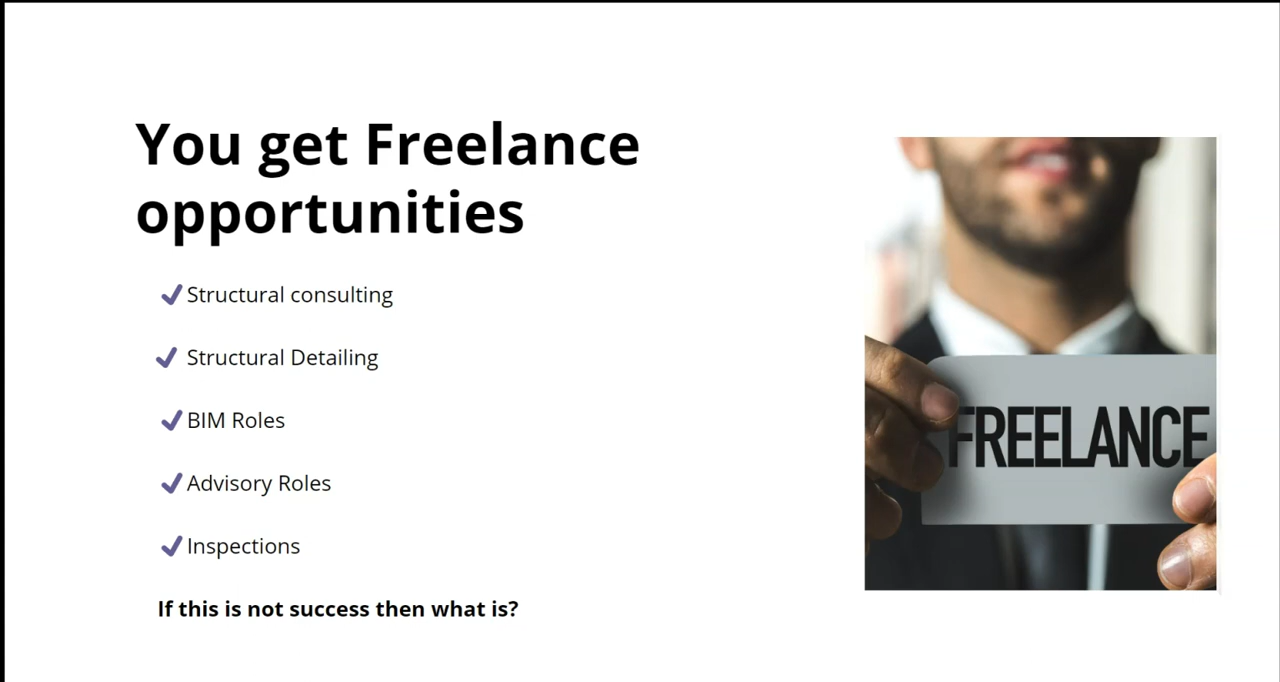 You get Freelance
opportunities
Structural consulting
Structural Detailing
BIM Roles
Advisory Roles
Inspections
If this is not success then what is?
FREELANCE